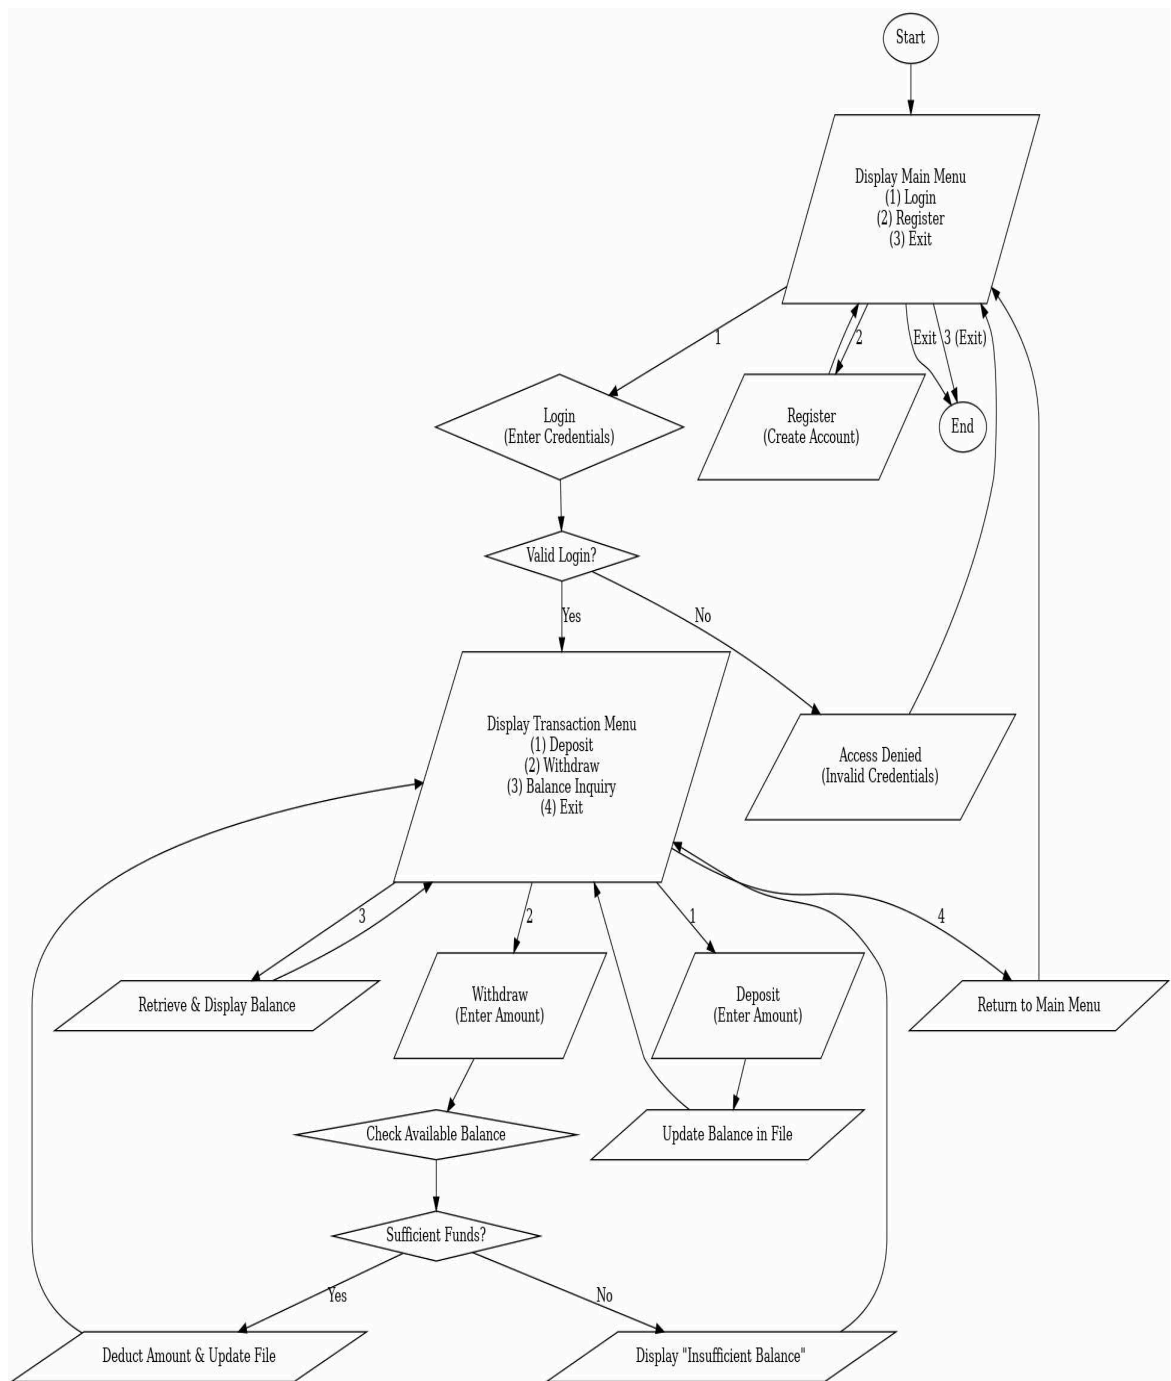 Start
Display Main Menu
(1) Login
(2) Register
(3) Exit
1
2
Exit
3 (Exit)
Login
(Enter Credentials)
Register
(Create Account)
End
Valid Login?
Yes
No
Display Transaction Menu
(1) Deposit
(2) Withdraw
(3) Balance Inquiry
(4) Exit
Access Denied
(Invalid Credentials)
3
2
1
4
Retrieve & Display Balance
Withdraw
(Enter Amount)
Deposit
(Enter Amount)
Return to Main Menu
Check Available Balance
Update Balance in File
Sufficient Funds?
Yes
No
Deduct Amount & Update File
Display "Insufficient Balance"